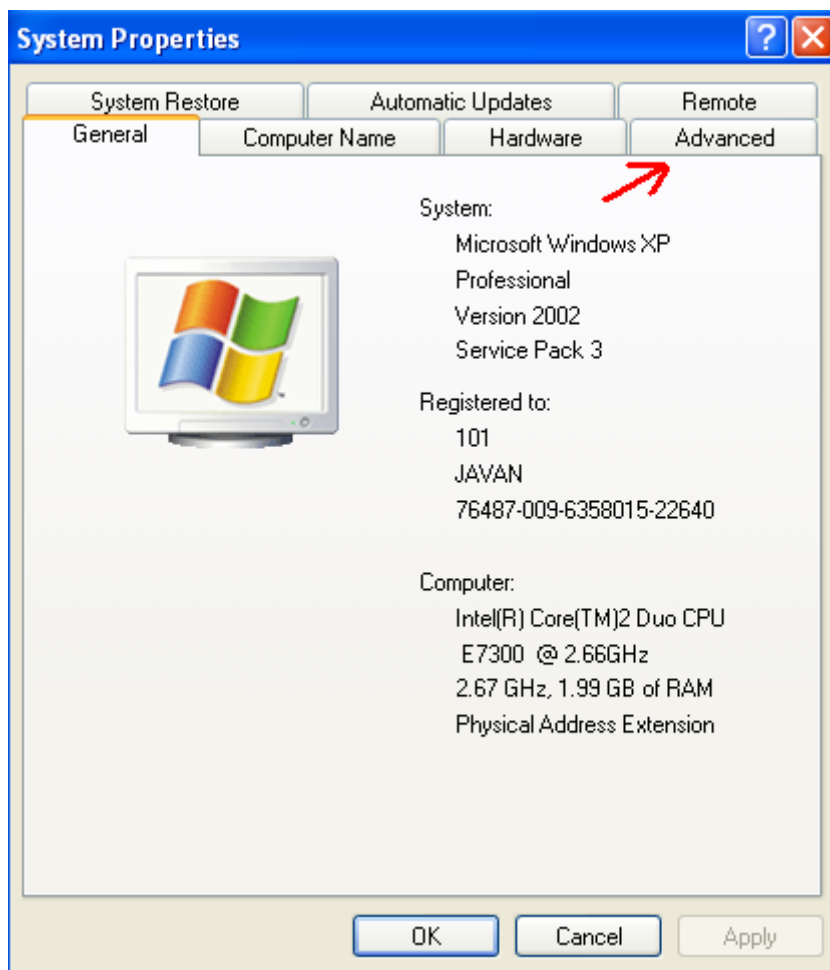 System Properties
System Restore
Automatic Updates
Remote
General
Computer Name
Hardware
Advanced
System:
Microsoft Windows XP
Professional
Version 2002
Service Pack 3
Registered to:
101
JAVAN
76487-009-6358015-22640
Computer:
Intel(R) Core(TM)2 Duo CPU
E7300 @ 2.66GHz
2.67 GHz, 1.99 GB of RAM
Physical Address Extension
OK
Cancel
Apply